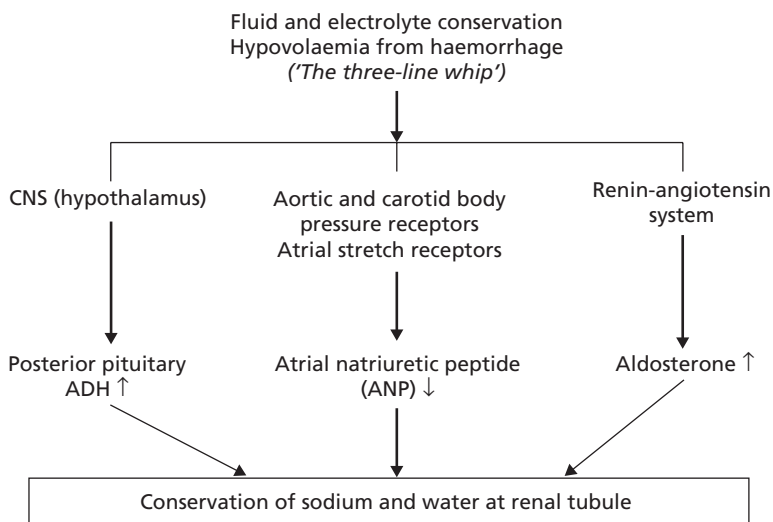 Fluid and electrolyte conservation
Hypovolaemia from haemorrhage
('The three-line whip')
CNS (hypothalamus)
Aortic and carotid body
pressure receptors
Atrial stretch receptors
Renin-angiotensin
system
Posterior pituitary
ADH ↑
Atrial natriuretic peptide
(ANP) ↓
Aldosterone ↑
Conservation of sodium and water at renal tubule